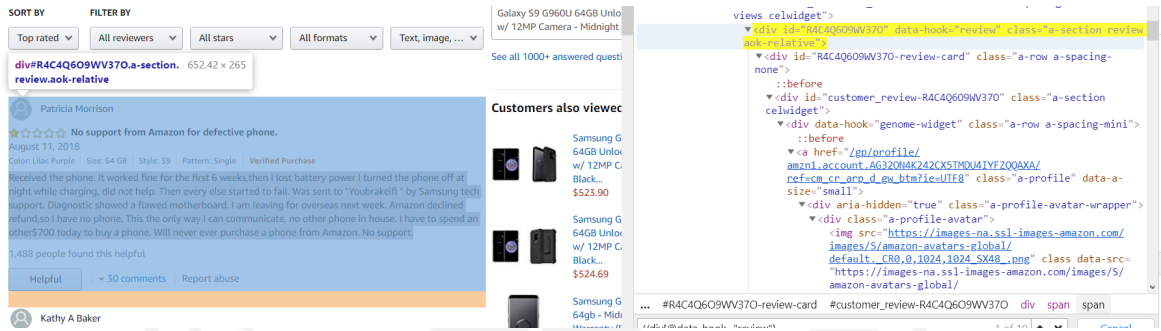 SORT BY
FILTER BY
Top rated
All reviewers
All stars
All formats
Text, image, ...
div#R4C4Q6O9WV37O.a-section.
review.aok-relative
652.42 × 265
Patricia Morrison
No support from Amazon for defective phone.
August 11, 2018
Color: Lilac Purple | Size: 64 GB | Style: S9 | Pattern: Single | Verified Purchase
Received the phone. It worked fine for the first 6 weeks,then I lost battery power I turned the phone off at
night while charging, did not help. Then every else started to fail. Was sent to "Youbrakeifi " by Samsung tech
support. Diagnostic showed a flawed motherboard. I am leaving for overseas next week. Amazon declined
refund,so I have no phone. This the only way I can communicate, no other phone in house. I have to spend an
other$700 today to buy a phone. Will never ever purchase a phone from Amazon. No support.
1,488 people found this helpful
Helpful
30 comments
Report abuse
Kathy A Baker
Galaxy S9 G960U 64GB Unlo
w/ 12MP Camera - Midnight
See all 1000+ answered questi
Customers also viewed
Samsung G
64GB Unlo
w/ 12MP C
Black...
$523.90
Samsung G
64GB Unlo
w/ 12MP C
Black...
$524.69
Samsung G
64gb - Mid
views celwidget">
<div id="R4C4Q6O9WV37O" data-hook="review" class="a-section review
aok-relative">
<div id="R4C4Q6O9WV37O-review-card" class="a-row a-spacing-
none">
::before
<div id="customer_review-R4C4Q6O9WV37O" class="a-section
celwidget">
<div data-hook="genome-widget" class="a-row a-spacing-mini">
::before
<a href="/gp/profile/
amzn1.account.AG32ON4K242CX5TMDU4IYFZQQAXA/
ref=cm_cr_arp_d_gw_btm?ie=UTF8" class="a-profile" data-a-
size="small">
<div aria-hidden="true" class="a-profile-avatar-wrapper">
<div class="a-profile-avatar">
<img src="https://images-na.ssl-images-amazon.com/
images/S/amazon-avatars-global/
default._CR0,0,1024,1024_SX48_.png" class data-src=
"https://images-na.ssl-images-amazon.com/images/S/
amazon-avatars-global/
... #R4C4Q6O9WV37O-review-card #customer_review-R4C4Q6O9WV37O div span span
//div[@data-hook="review"]
1 of 10
Cancel